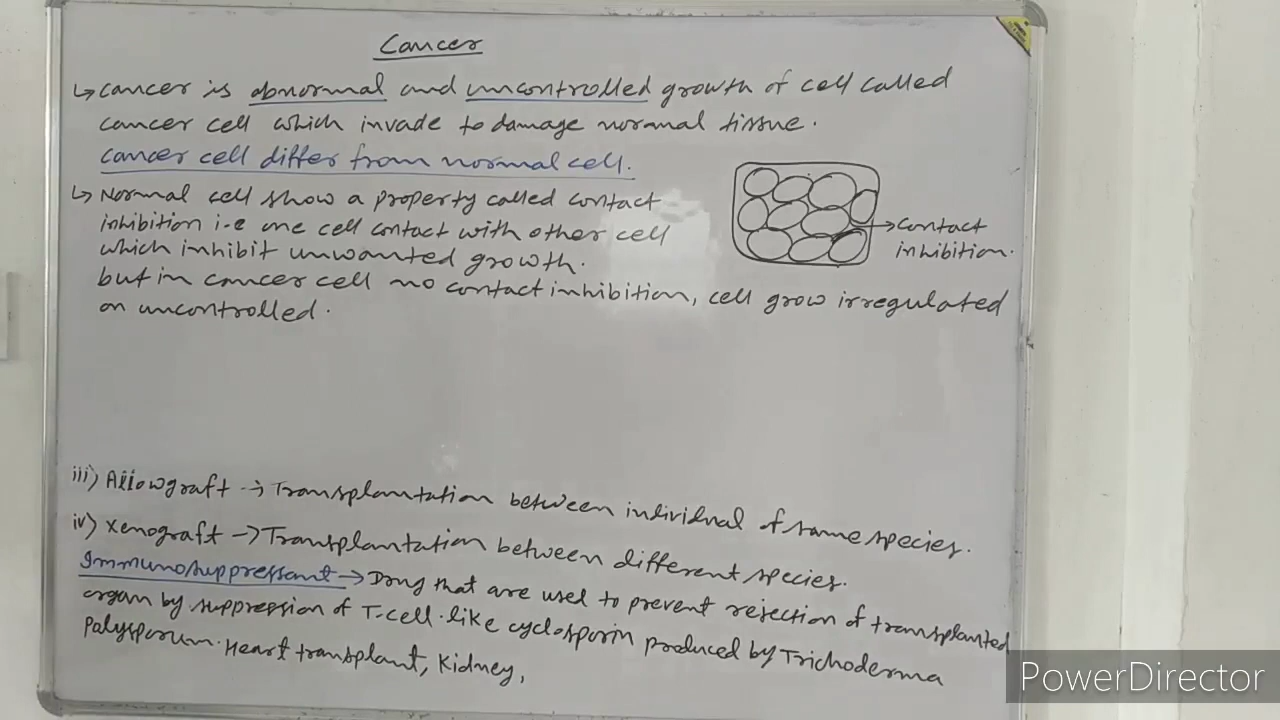 Cancer
↳ cancer is abnormal and uncontrolled growth of cell called
cancer cell which invade to damage normal tissue.
cancer cell differ from normal cell.
↳ Normal cell show a property called contact
inhibition i.e one cell contact with other cell
which inhibit unwanted growth.
but in cancer cell no contact inhibition, cell grow irregulated
on uncontrolled.
→ Contact
inhibition.
iii) Allowgraft → Transplantation between individual of same species.
iv) Xenograft → Transplantation between different species.
Immunosuppressant → Drug that are used to prevent rejection of transplanted
organ by suppression of T-cell. like cyclosporin produced by Trichoderma
Polysporum. Heart transplant, Kidney,
PowerDirector